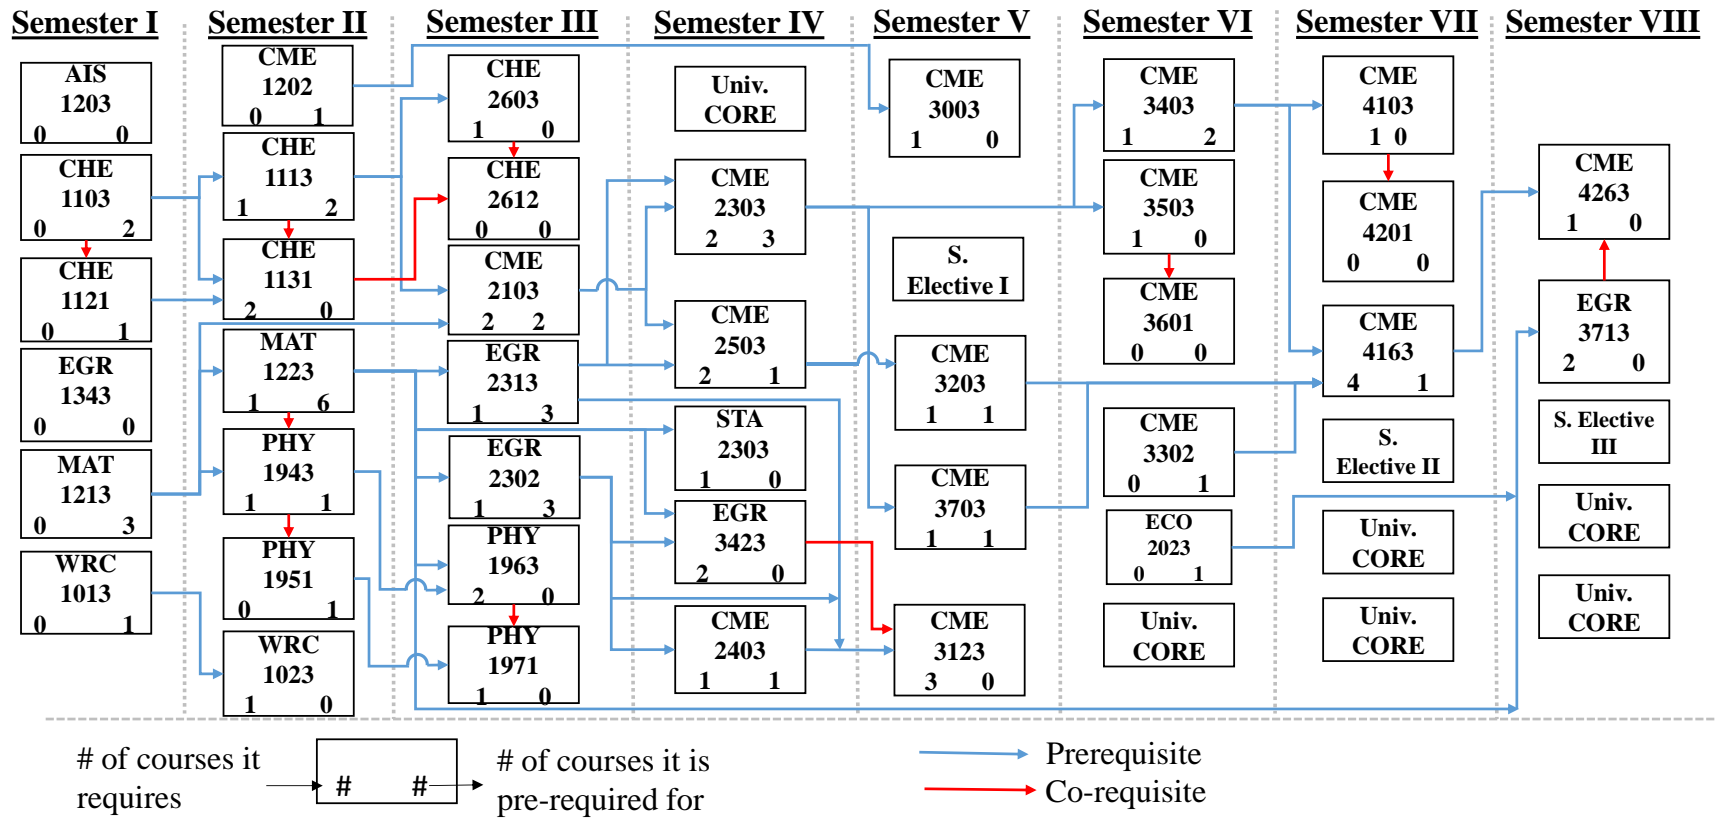 Semester I
AIS
1203
0 0
CHE
1103
0 2
CHE
1121
0 1
EGR
1343
0 0
MAT
1213
0 3
WRC
1013
0 1
Semester II
CME
1202
0 1
CHE
1113
1 2
CHE
1131
2 0
MAT
1223
1 6
PHY
1943
1 1
PHY
1951
0 1
WRC
1023
1 0
Semester III
CHE
2603
1 0
CHE
2612
0 0
CME
2103
2 2
EGR
2313
1 3
EGR
2302
1 3
PHY
1963
2 0
PHY
1971
1 0
Semester IV
Univ.
CORE
CME
2303
2 3
CME
2503
2 1
STA
2303
1 0
EGR
3423
2 0
CME
2403
1 1
Semester V
CME
3003
1 0
S.
Elective I
CME
3203
1 1
CME
3703
1 1
CME
3123
3 0
Semester VI
CME
3403
1 2
CME
3503
1 0
CME
3601
0 0
CME
3302
0 1
ECO
2023
0 1
Univ.
CORE
Semester VII
CME
4103
1 0
CME
4201
0 0
CME
4163
4 1
S.
Elective II
Univ.
CORE
Univ.
CORE
Semester VIII
CME
4263
1 0
EGR
3713
2 0
S. Elective
III
Univ.
CORE
Univ.
CORE
# of courses it
requires
# #
# of courses it is
pre-required for
Prerequisite
Co-requisite